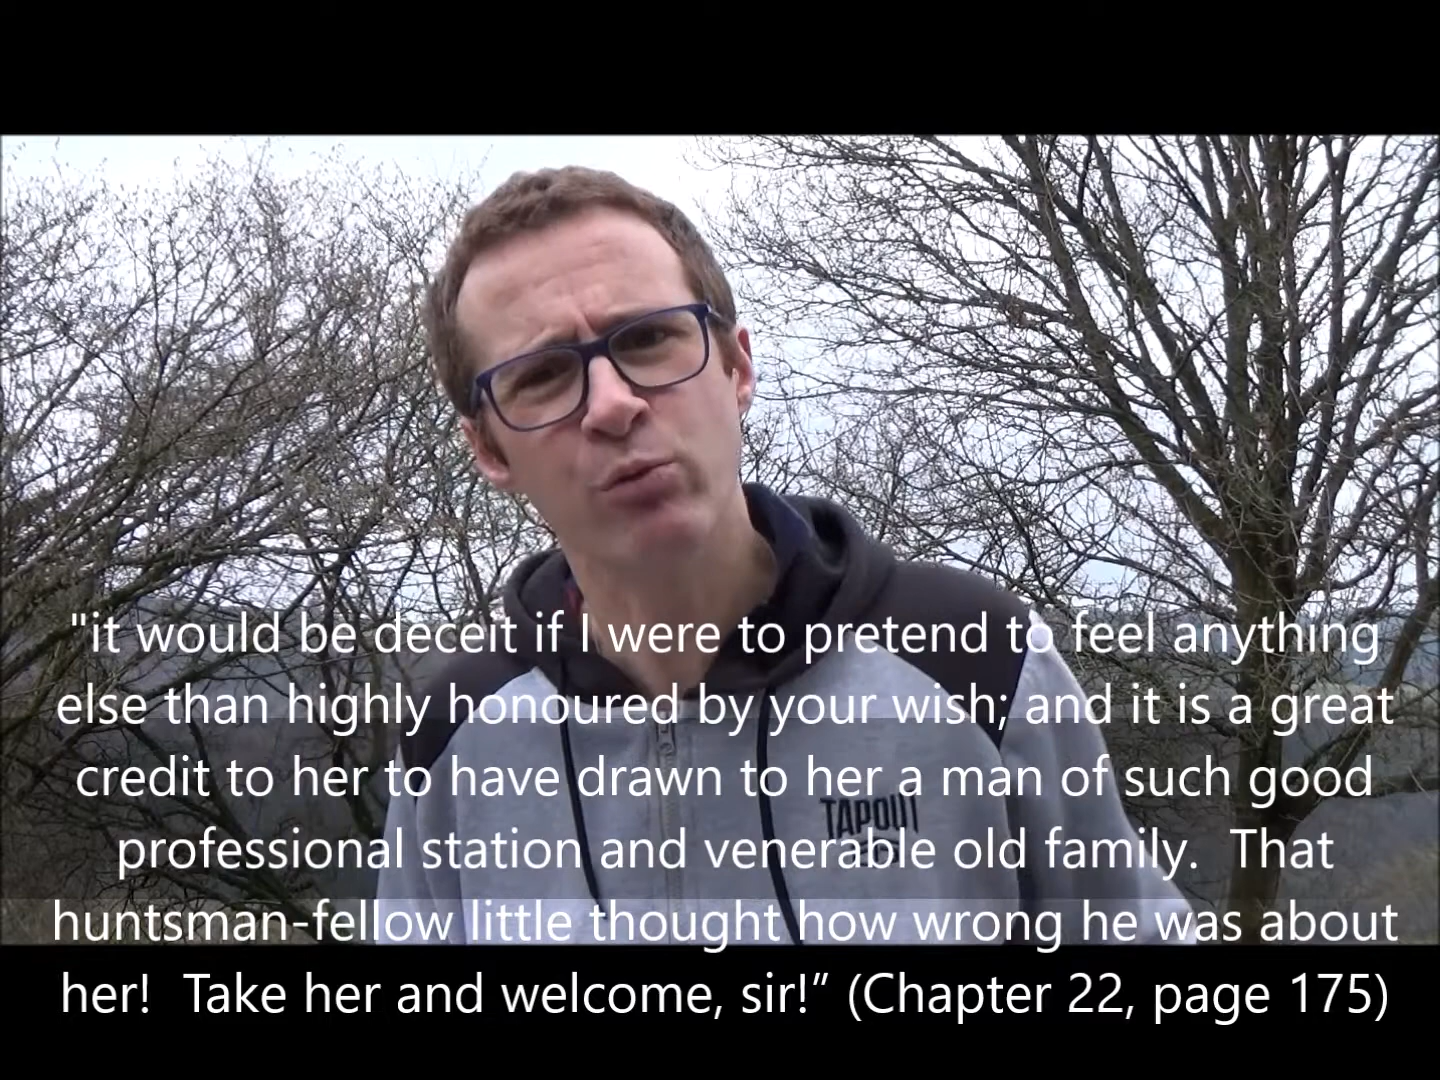 "it would be deceit if I were to pretend to feel anything
else than highly honoured by your wish; and it is a great
credit to her to have drawn to her a man of such good
professional station and venerable old family.  That
huntsman-fellow little thought how wrong he was about
her!  Take her and welcome, sir!” (Chapter 22, page 175)
TAPOUT